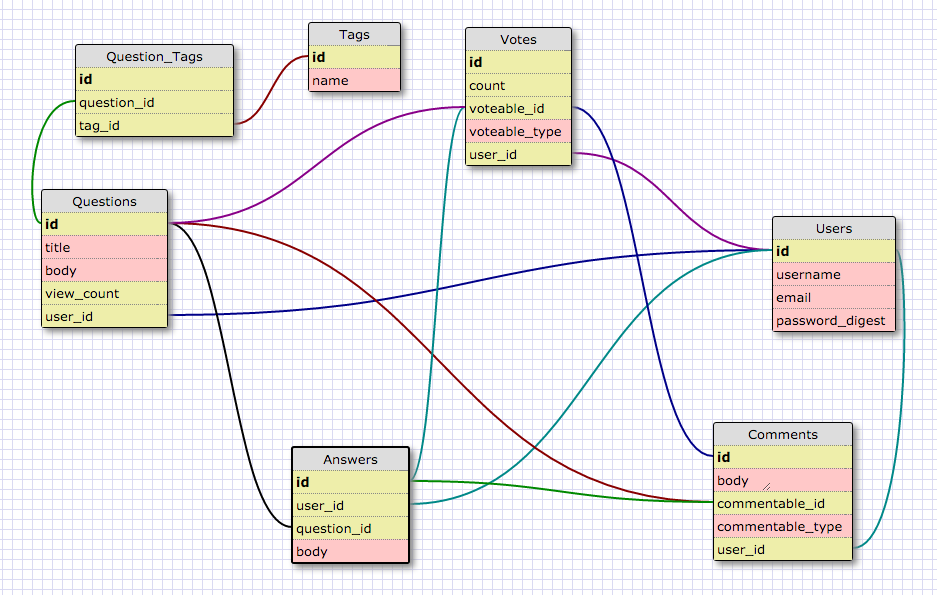 Question_Tags
id
question_id
tag_id
Tags
id
name
Votes
id
count
voteable_id
voteable_type
user_id
Questions
id
title
body
view_count
user_id
Users
id
username
email
password_digest
Answers
id
user_id
question_id
body
Comments
id
body
commentable_id
commentable_type
user_id